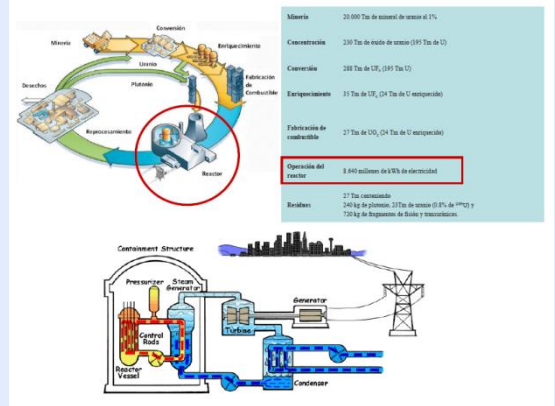 Conversión
Minería
Enriquecimiento
Uranio
Plutonio
Fabricación
de
Combustible
Desechos
Reprocesamiento
Reactor
Minerio 20.000 Tm de mineral de uranio al 1%
Concentración 230 Tm de óxido de uranio (195 Tm de U)
Conversión 288 Tm de UF6 (195 Tm U)
Enriquecimiento 35 Tm de UF6 (24 Tm de U enriquecido)
Fabricación de
combustible 27 Tm de UO2 (24 Tm de U enriquecido)
Operación del
reactor 8.640 millones de kWh de electricidad
Residuos 27 Tm conteniendo
240 kg de plutonio, 23Tm de uranio (0.8% de 235U) y
720 kg de fragmentos de fisión y transuránicos.
Containment Structure
Pressurizer
Steam
Generator
Control
Rods
Reactor
Vessel
Turbine
Generator
Condenser